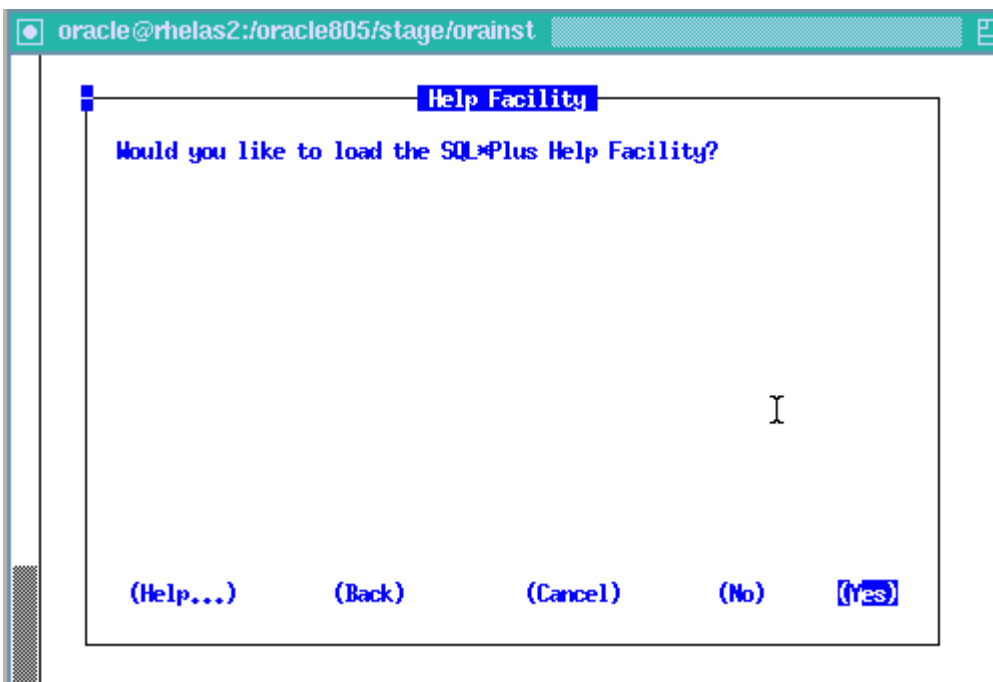 oracle@rhelas2:/oracle805/stage/orainst
Help Facility
Would you like to load the SQL*Plus Help Facility?
(Help...) (Back) (Cancel) (No) (Yes)